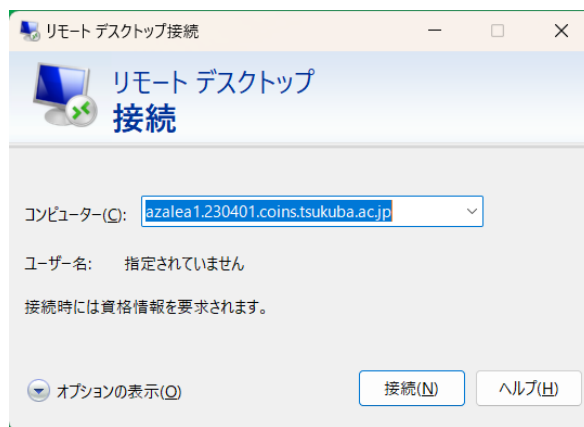 リモート デスクトップ接続
リモート デスクトップ
接続
コンピューター(C): azalea1.230401.coins.tsukuba.ac.jp
ユーザー名: 指定されていません
接続時には資格情報を要求されます。
オプションの表示(O) 接続(N) ヘルプ(H)